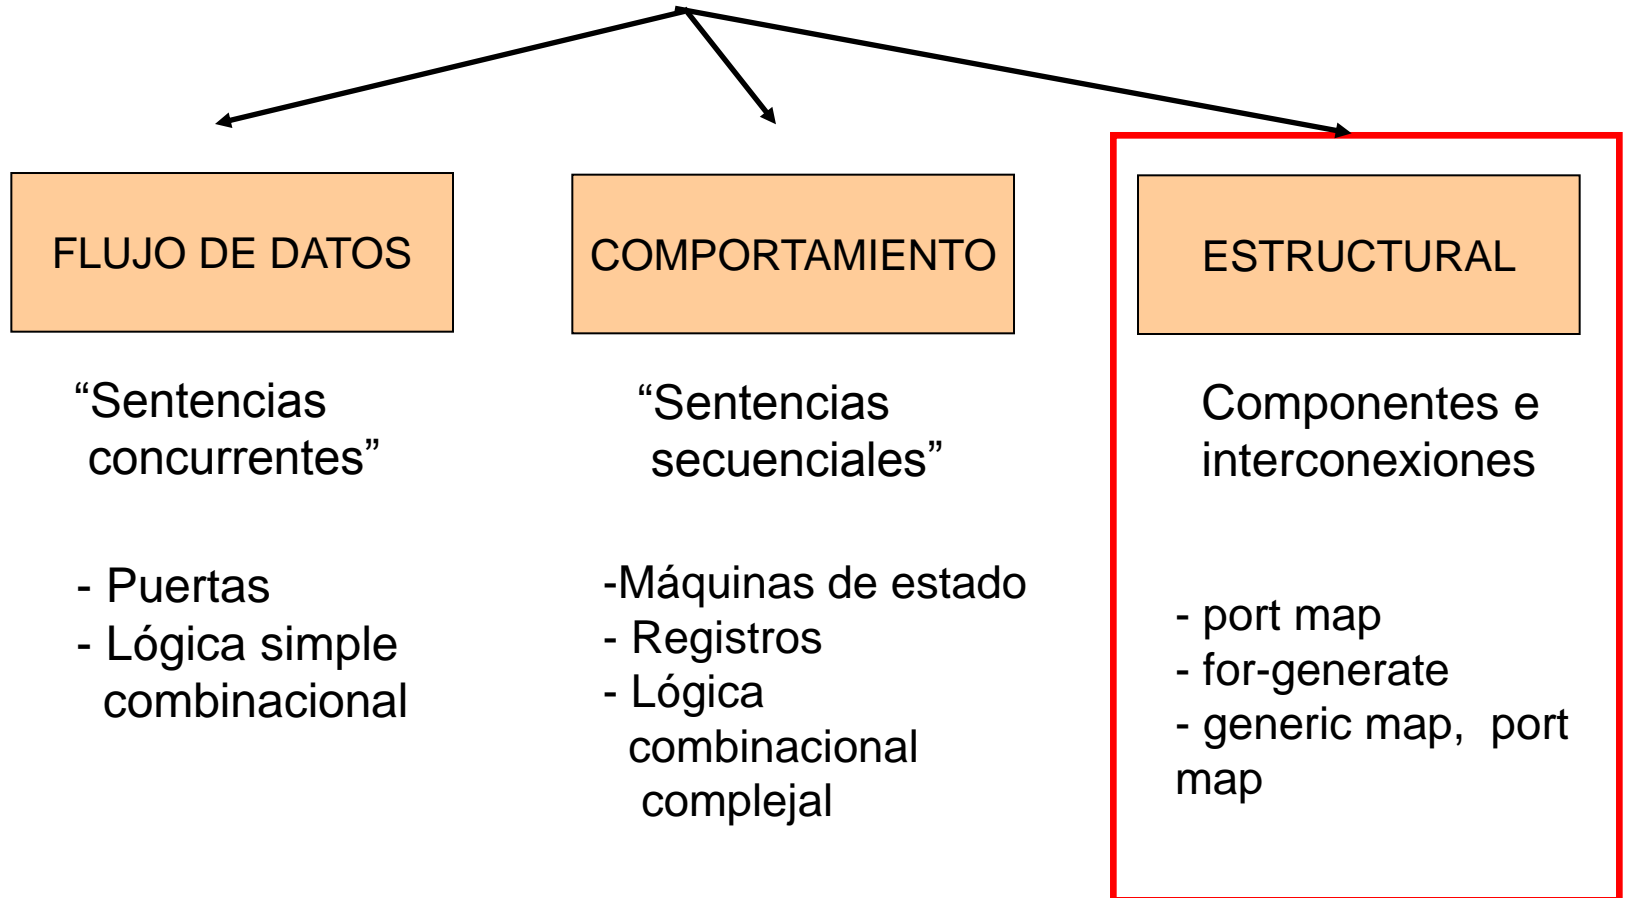 FLUJO DE DATOS
“Sentencias
concurrentes”
- Puertas
- Lógica simple
combinacional
COMPORTAMIENTO
“Sentencias
secuenciales”
-Máquinas de estado
- Registros
- Lógica
combinacional
complejal
ESTRUCTURAL
Componentes e
interconexiones
- port map
- for-generate
- generic map, port
map